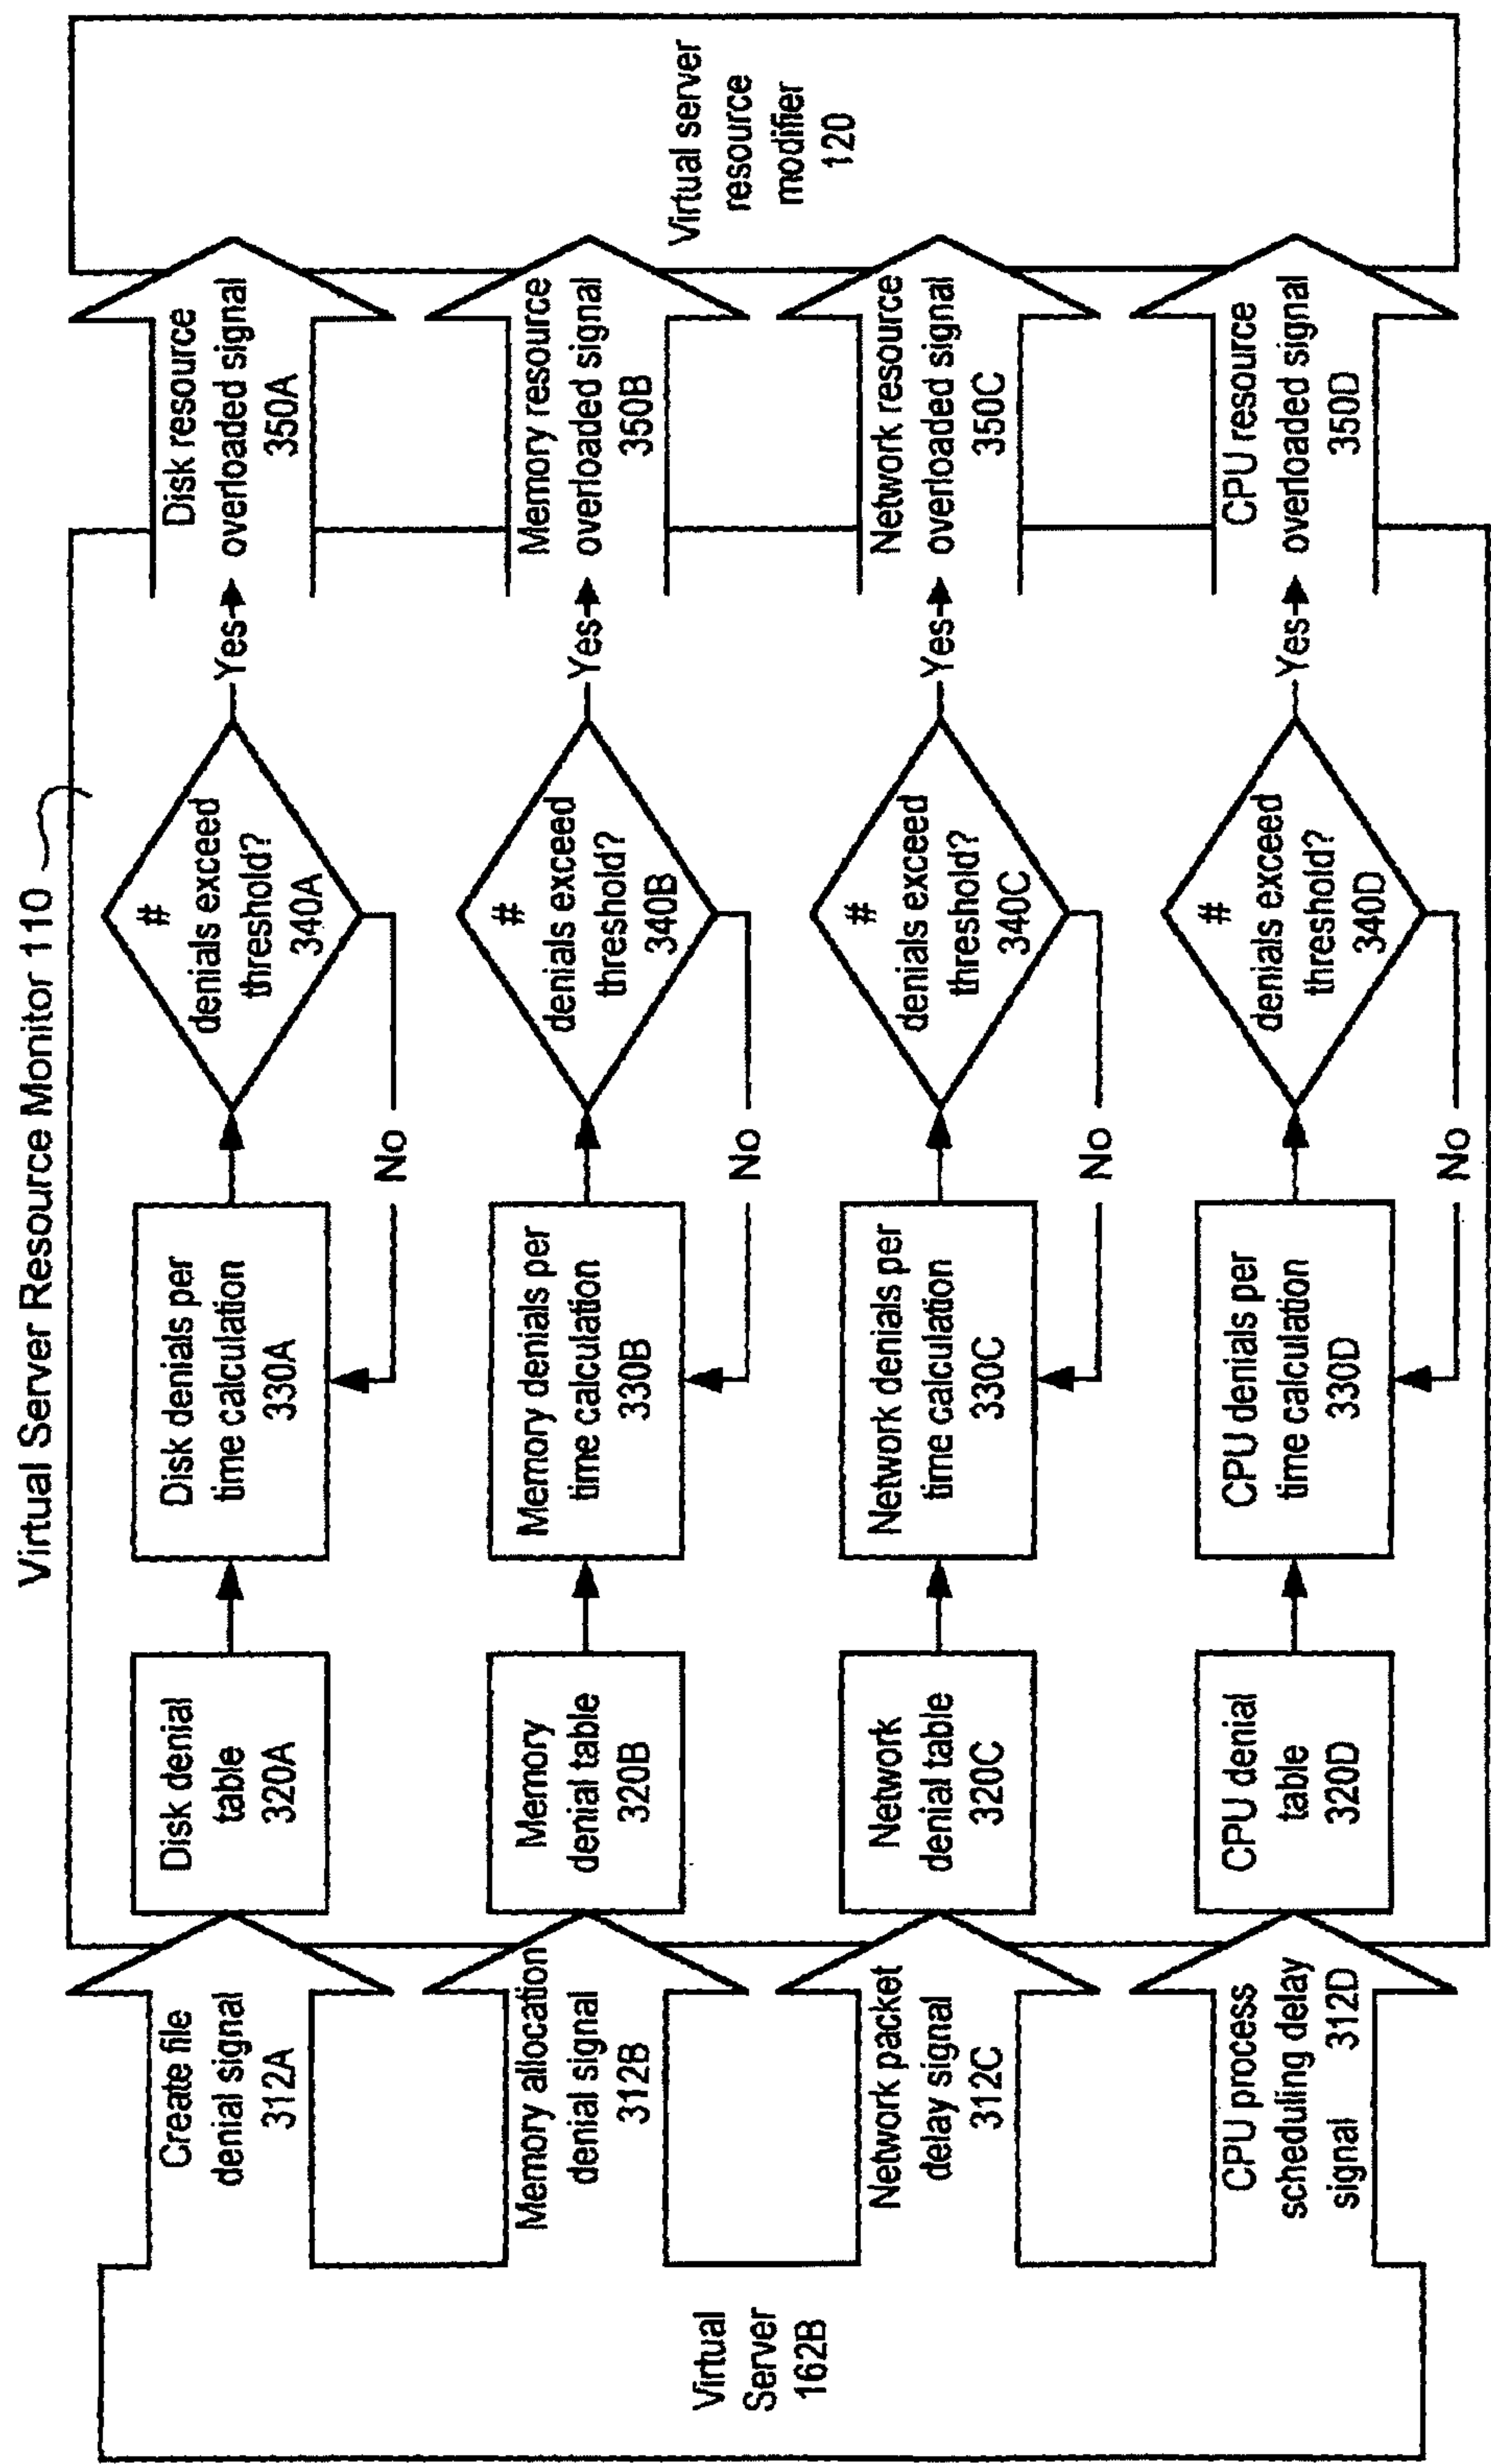 Virtual Server Resource Monitor 110
Virtual
Server
162B
Create file
denial signal
312A
Disk denial
table
320A
Disk denials per
time calculation
330A
#
denials exceed
threshold?
340A
No
Yes
Disk resource
overloaded signal
350A
Memory allocation
denial signal
312B
Memory
denial table
320B
Memory denials per
time calculation
330B
#
denials exceed
threshold?
340B
No
Yes
Memory resource
overloaded signal
350B
Network packet
delay signal
312C
Network
denial table
320C
Network denials per
time calculation
330C
#
denials exceed
threshold?
340C
No
Yes
Network resource
overloaded signal
350C
CPU process
scheduling delay
signal 312D
CPU denial
table
320D
CPU denials per
time calculation
330D
#
denials exceed
threshold?
340D
No
Yes
CPU resource
overloaded signal
350D
Virtual server
resource
modifier
120